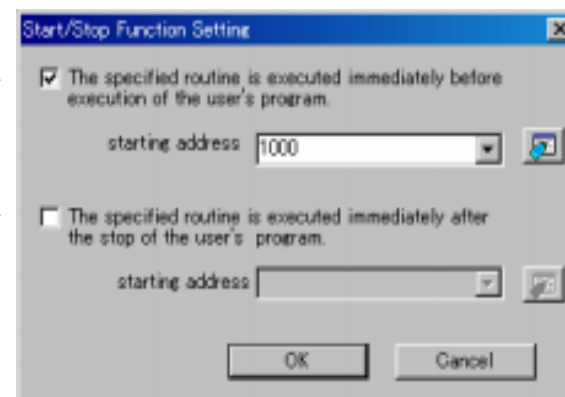 Start/Stop Function Setting
The specified routine is executed immediately before
execution of the user's program.
starting address 1000
The specified routine is executed immediately after
the stop of the user's program.
starting address
OK Cancel